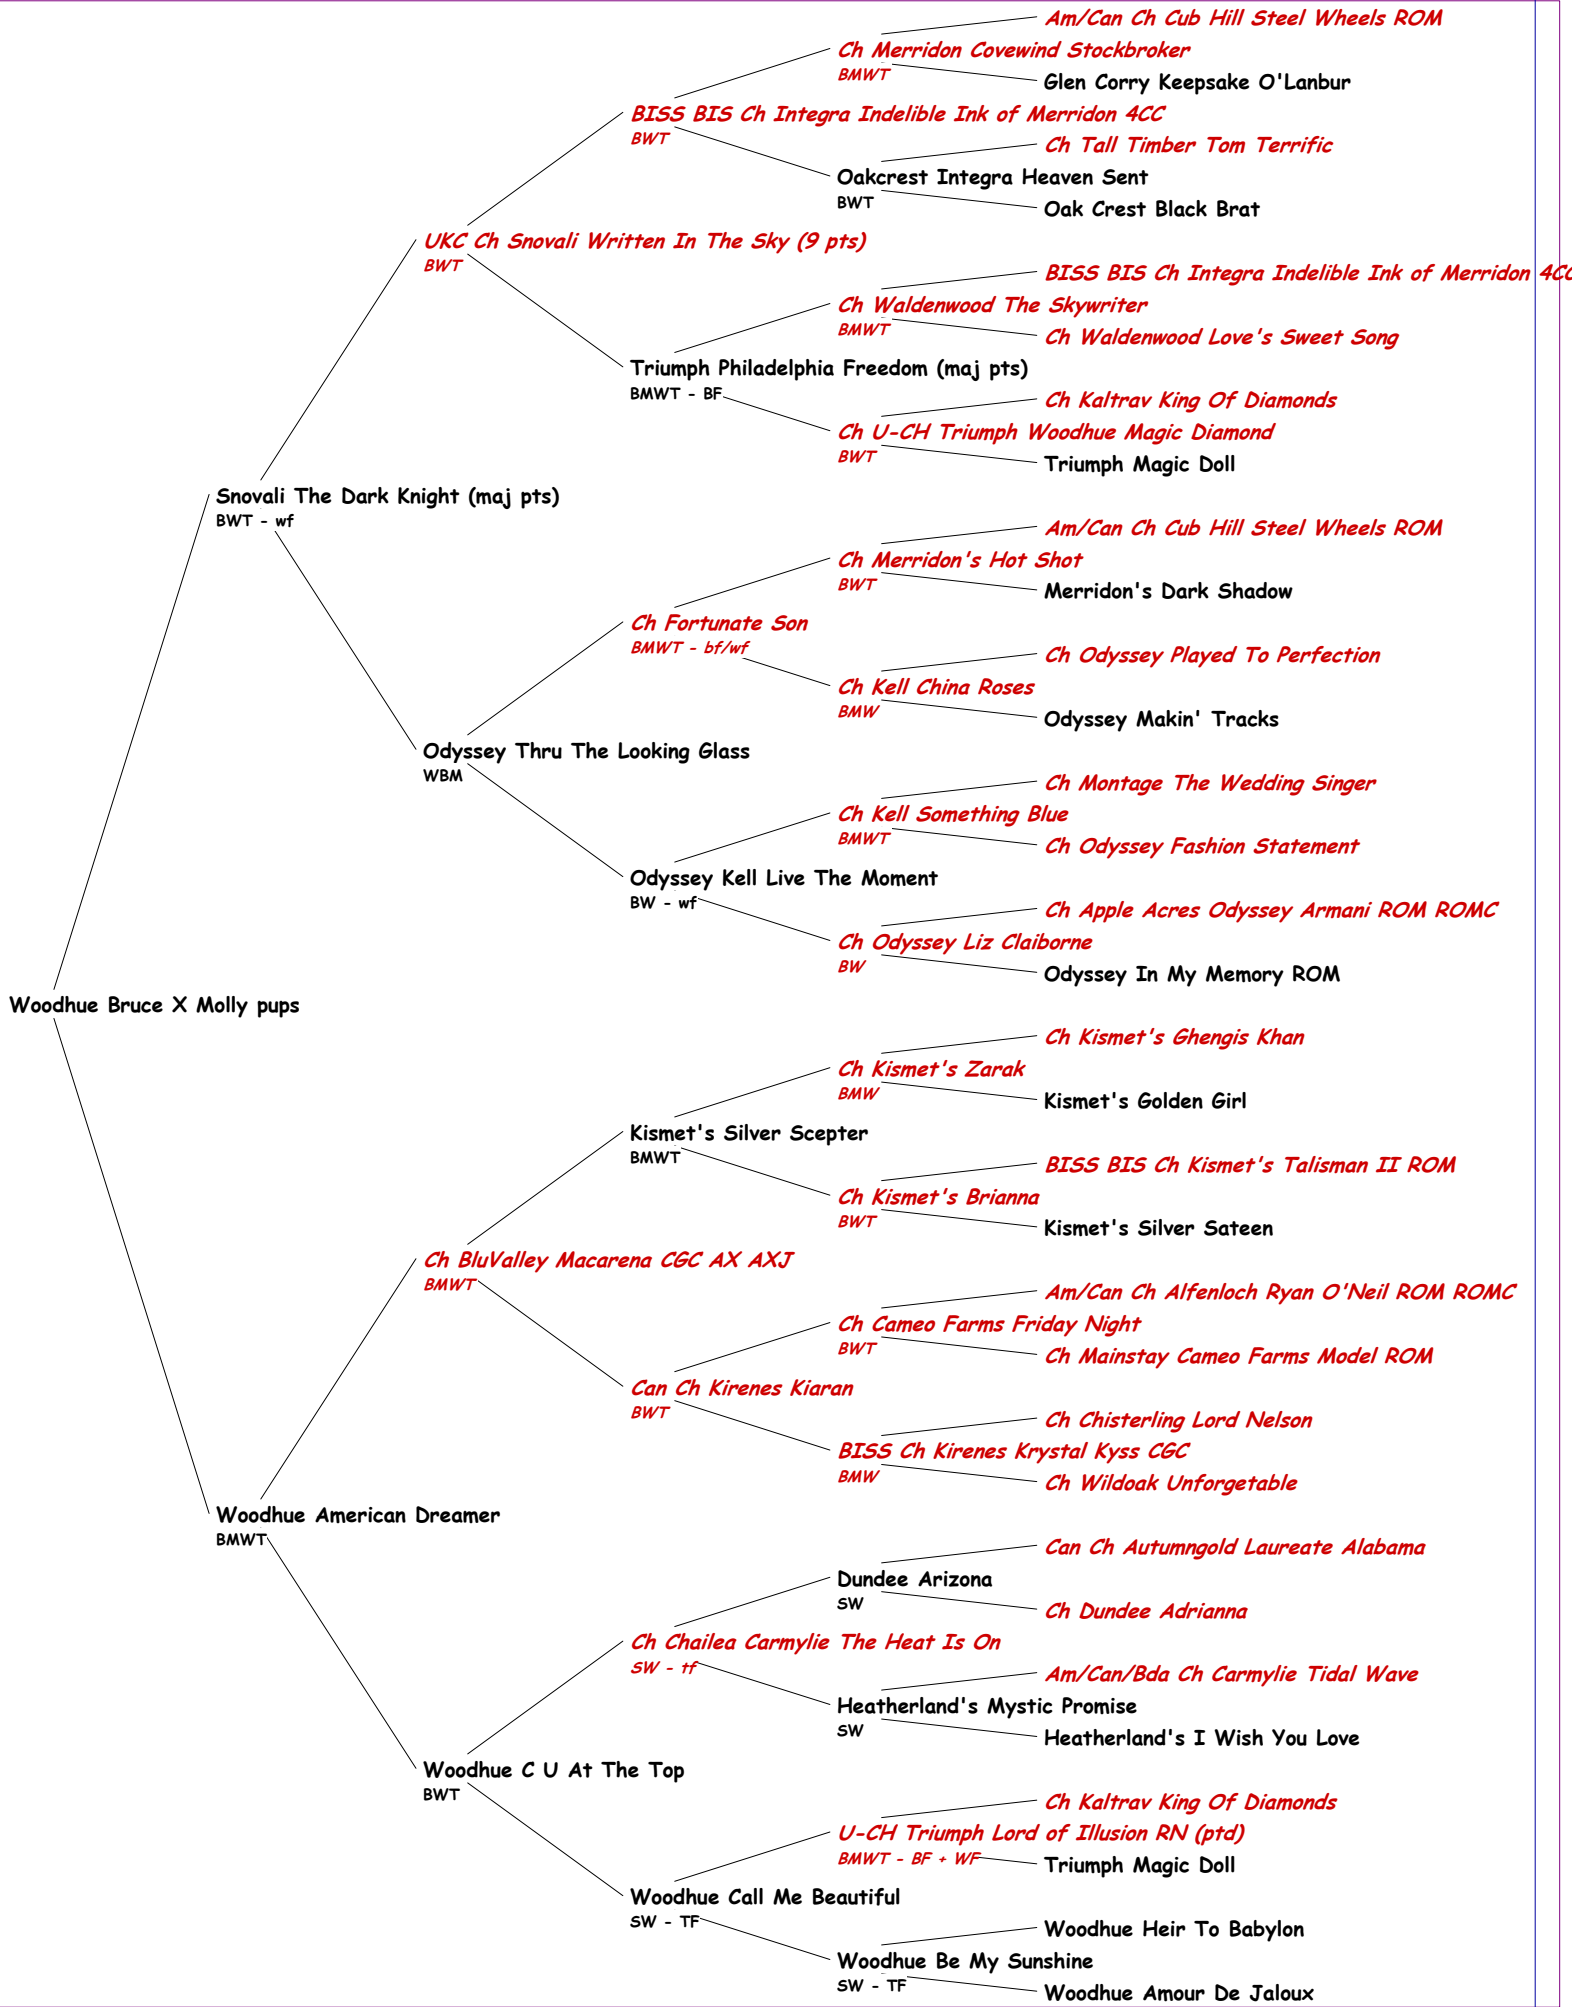 Am/Can Ch Cub Hill Steel Wheels ROM
Ch Merridon Covewind Stockbroker
BMWT
Glen Corry Keepsake O'Lanbur
BISS BIS Ch Integra Indelible Ink of Merridon 4CC
BWT
Ch Tall Timber Tom Terrific
Oakcrest Integra Heaven Sent
BWT
Oak Crest Black Brat
UKC Ch Snovali Written In The Sky (9 pts)
BWT
BISS BIS Ch Integra Indelible Ink of Merridon 4CC
Ch Waldenwood The Skywriter
BMWT
Ch Waldenwood Love's Sweet Song
Triumph Philadelphia Freedom (maj pts)
BMWT - BF
Ch Kaltrav King Of Diamonds
Ch U-CH Triumph Woodhue Magic Diamond
BWT
Triumph Magic Doll
Snovali The Dark Knight (maj pts)
BWT - wf
Am/Can Ch Cub Hill Steel Wheels ROM
Ch Merridon's Hot Shot
BWT
Merridon's Dark Shadow
Ch Fortunate Son
BMWT - bf/wf
Ch Odyssey Played To Perfection
Ch Kell China Roses
BMW
Odyssey Makin' Tracks
Odyssey Thru The Looking Glass
WBM
Ch Montage The Wedding Singer
Ch Kell Something Blue
BMWT
Ch Odyssey Fashion Statement
Odyssey Kell Live The Moment
BW - wf
Ch Apple Acres Odyssey Armani ROM ROMC
Ch Odyssey Liz Claiborne
BW
Odyssey In My Memory ROM
Woodhue Bruce X Molly pups
Ch Kismet's Ghengis Khan
Ch Kismet's Zarak
BMW
Kismet's Golden Girl
Kismet's Silver Scepter
BMWT
BISS BIS Ch Kismet's Talisman II ROM
Ch Kismet's Brianna
BWT
Kismet's Silver Sateen
Ch BluValley Macarena CGC AX AXJ
BMWT
Am/Can Ch Alfenloch Ryan O'Neil ROM ROMC
Ch Cameo Farms Friday Night
BWT
Ch Mainstay Cameo Farms Model ROM
Can Ch Kirenes Kiaran
BWT
Ch Chisterling Lord Nelson
BISS Ch Kirenes Krystal Kyss CGC
BMW
Ch Wildoak Unforgetable
Woodhue American Dreamer
BMWT
Can Ch Autumngold Laureate Alabama
Dundee Arizona
SW
Ch Dundee Adrianna
Ch Chailea Carmylie The Heat Is On
SW - tf
Am/Can/Bda Ch Carmylie Tidal Wave
Heatherland's Mystic Promise
SW
Heatherland's I Wish You Love
Woodhue C U At The Top
BWT
Ch Kaltrav King Of Diamonds
U-CH Triumph Lord of Illusion RN (ptd)
BMWT - BF + WF
Triumph Magic Doll
Woodhue Call Me Beautiful
SW - TF
Woodhue Heir To Babylon
Woodhue Be My Sunshine
SW - TF
Woodhue Amour De Jaloux